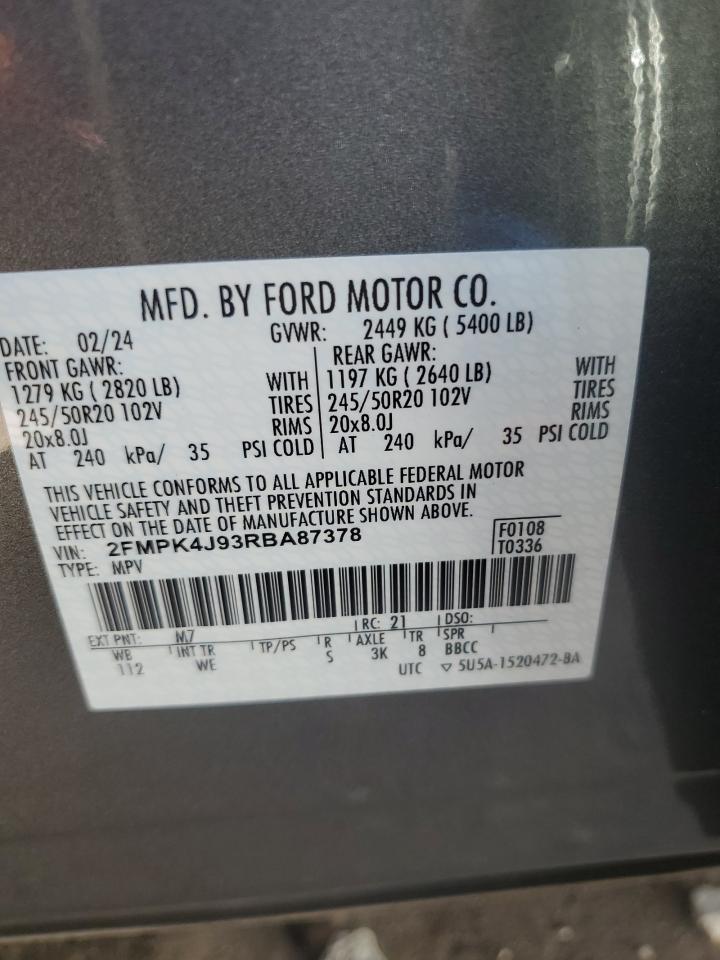 MFD. BY FORD MOTOR CO.
DATE: 02/24 GVWR: 2449 KG ( 5400 LB)
FRONT GAWR: REAR GAWR:
1279 KG ( 2820 LB) WITH 1197 KG ( 2640 LB) WITH
245/50R20 102V TIRES 245/50R20 102V TIRES
20x8.0J RIMS 20x8.0J RIMS
AT 240 kPa/ 35 PSI COLD AT 240 kPa/ 35 PSI COLD
THIS VEHICLE CONFORMS TO ALL APPLICABLE FEDERAL MOTOR
VEHICLE SAFETY AND THEFT PREVENTION STANDARDS IN
EFFECT ON THE DATE OF MANUFACTURE SHOWN ABOVE.
VIN: 2FMPK4J93RBA87378 F0108
TYPE: MPV T0336
EXT PNT: M7 RC: 21 DSO:
WB INT TR TP/PS R AXLE TR SPR
112 WE S 3K 8 BBCC
UTC ▽ 5U5A-1520472-BA